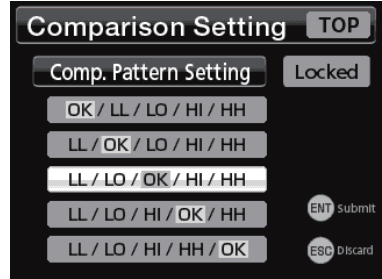 Comparison Setting TOP
Comp. Pattern Setting Locked
OK / LL / LO / HI / HH
LL / OK / LO / HI / HH
LL / LO / OK / HI / HH
LL / LO / HI / OK / HH
ENT Submit
LL / LO / HI / HH / OK
ESC Discard